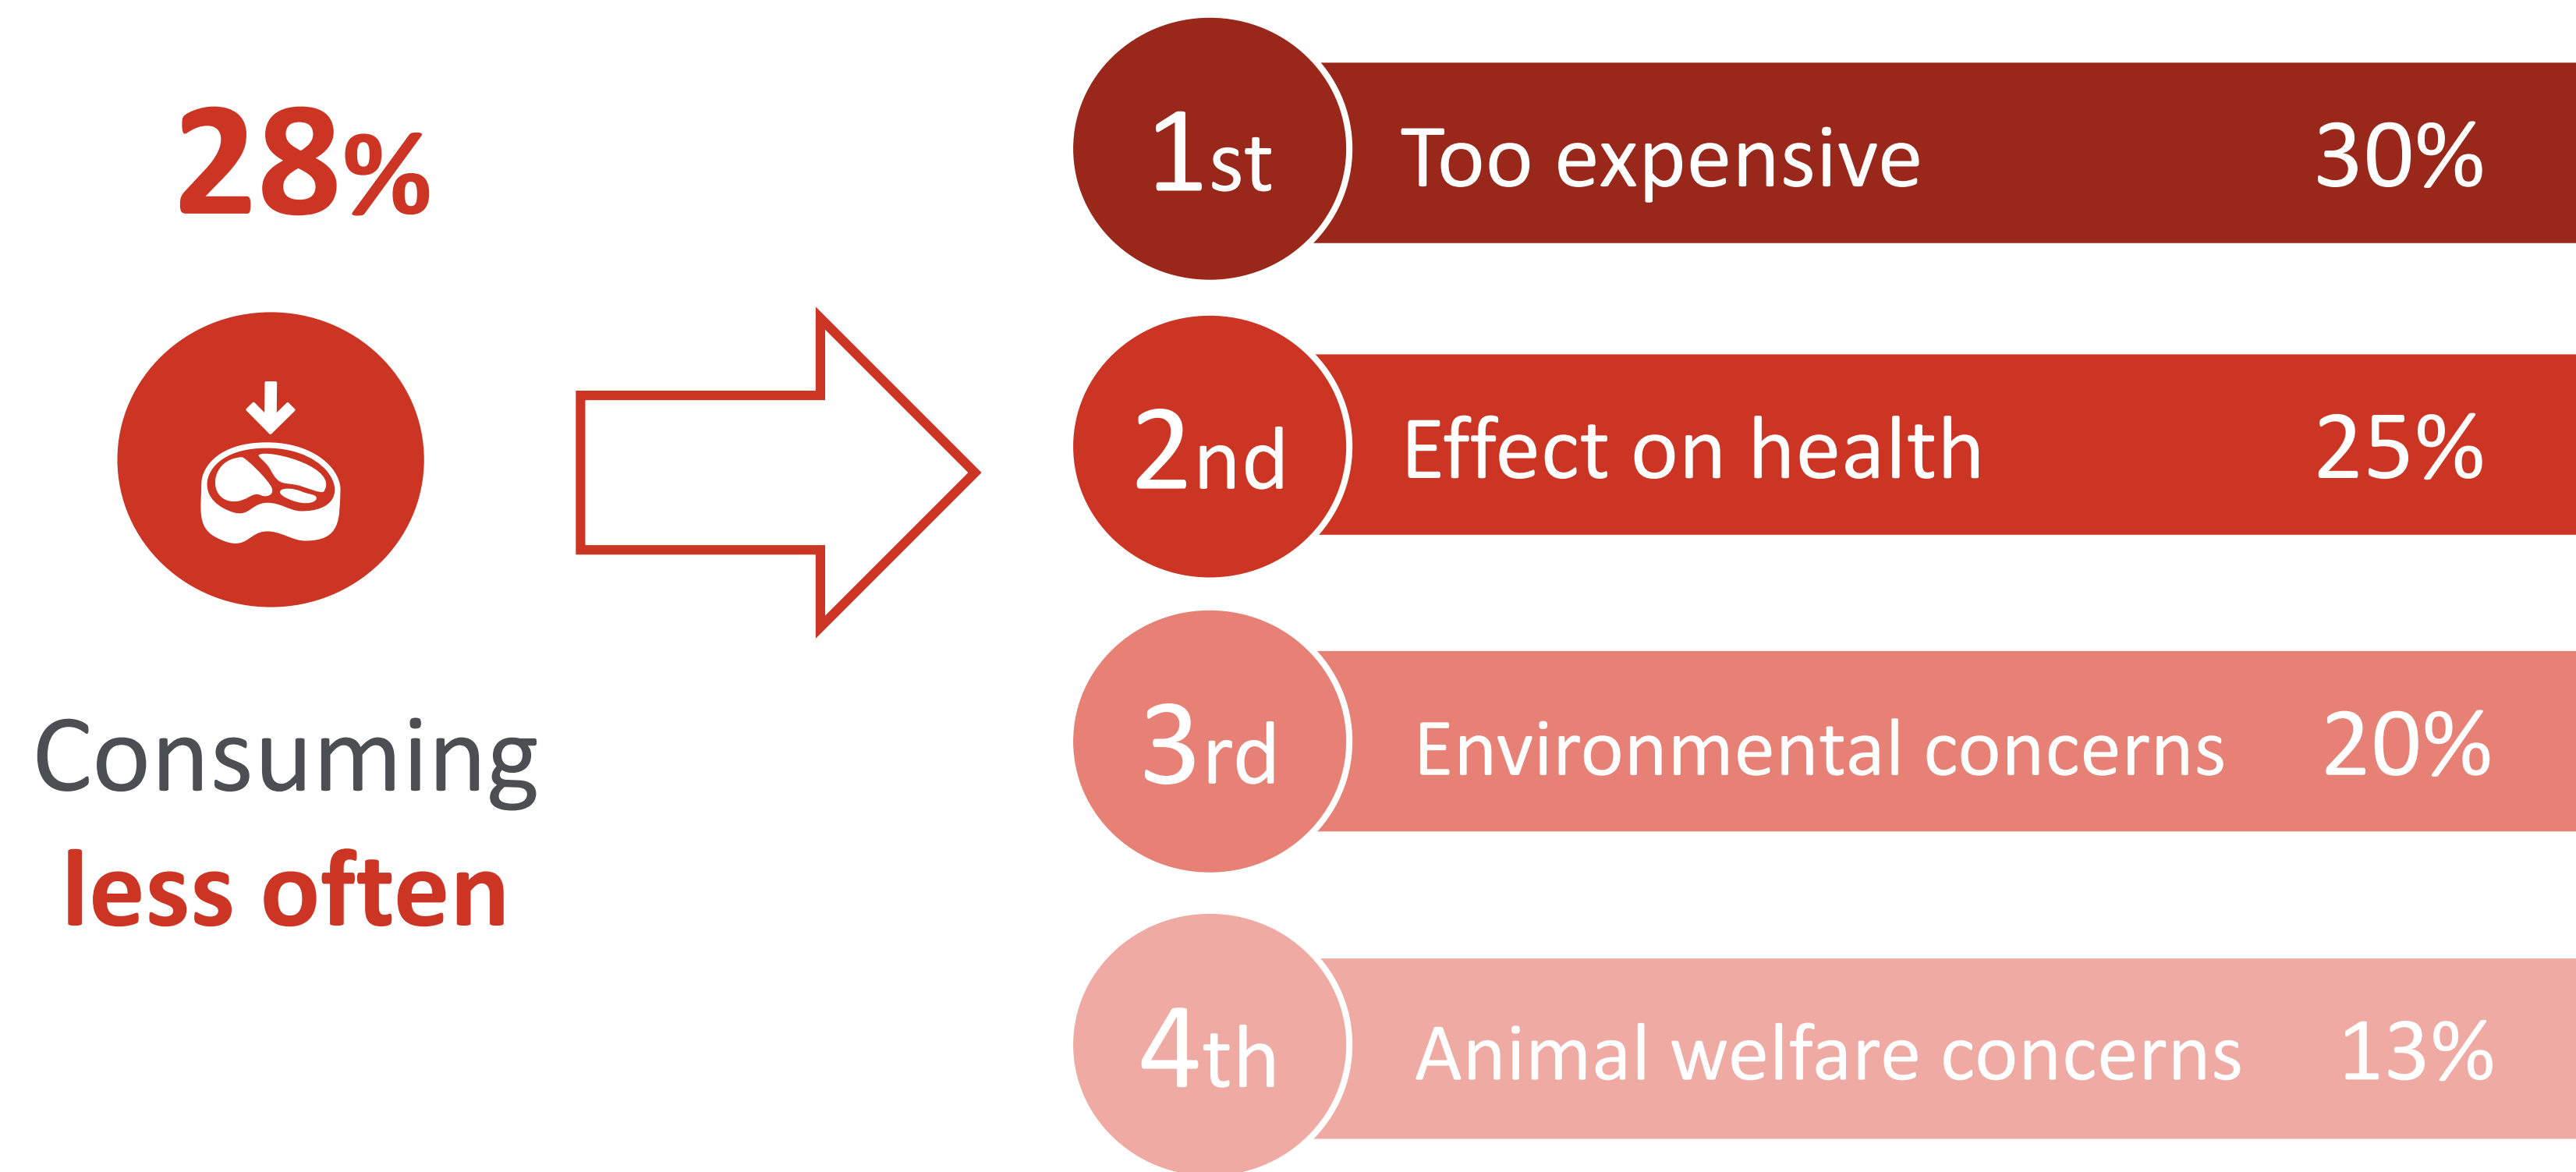 28%
Consuming
less often
1st Too expensive 30%
2nd Effect on health 25%
3rd Environmental concerns 20%
4th Animal welfare concerns 13%